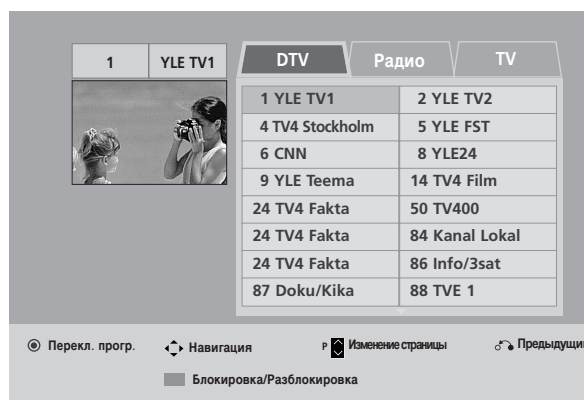 1 YLE TV1
DTV Радио TV
1 YLE TV1 2 YLE TV2
4 TV4 Stockholm 5 YLE FST
6 CNN 8 YLE24
9 YLE Teema 14 TV4 Film
24 TV4 Fakta 50 TV400
24 TV4 Fakta 84 Kanal Lokal
24 TV4 Fakta 86 Info/3sat
87 Doku/Kika 88 TVE 1
Перекл. прогр. Навигация P Изменение страницы Предыдущи
Блокировка/Разблокировка